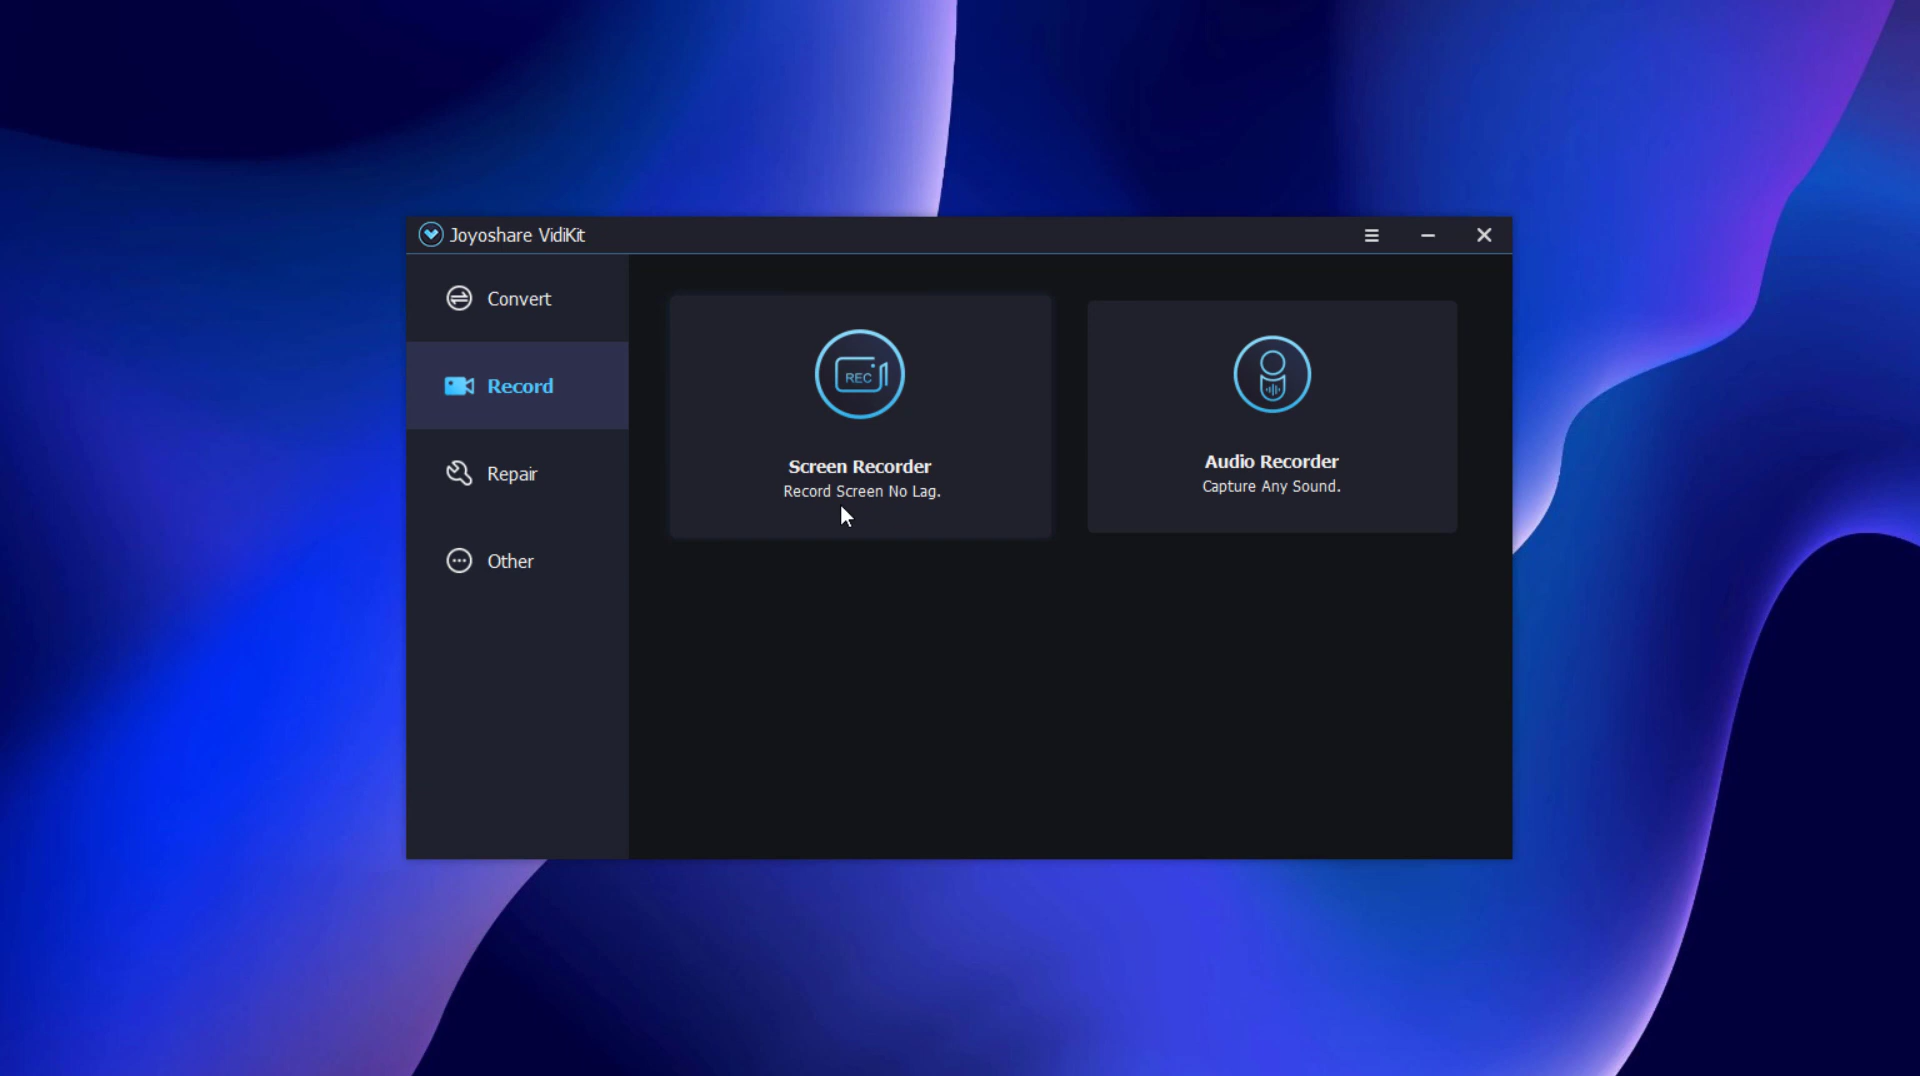 Joyoshare VidiKit
Convert
Record
Repair
Other
REC
Screen Recorder
Record Screen No Lag.
Audio Recorder
Capture Any Sound.